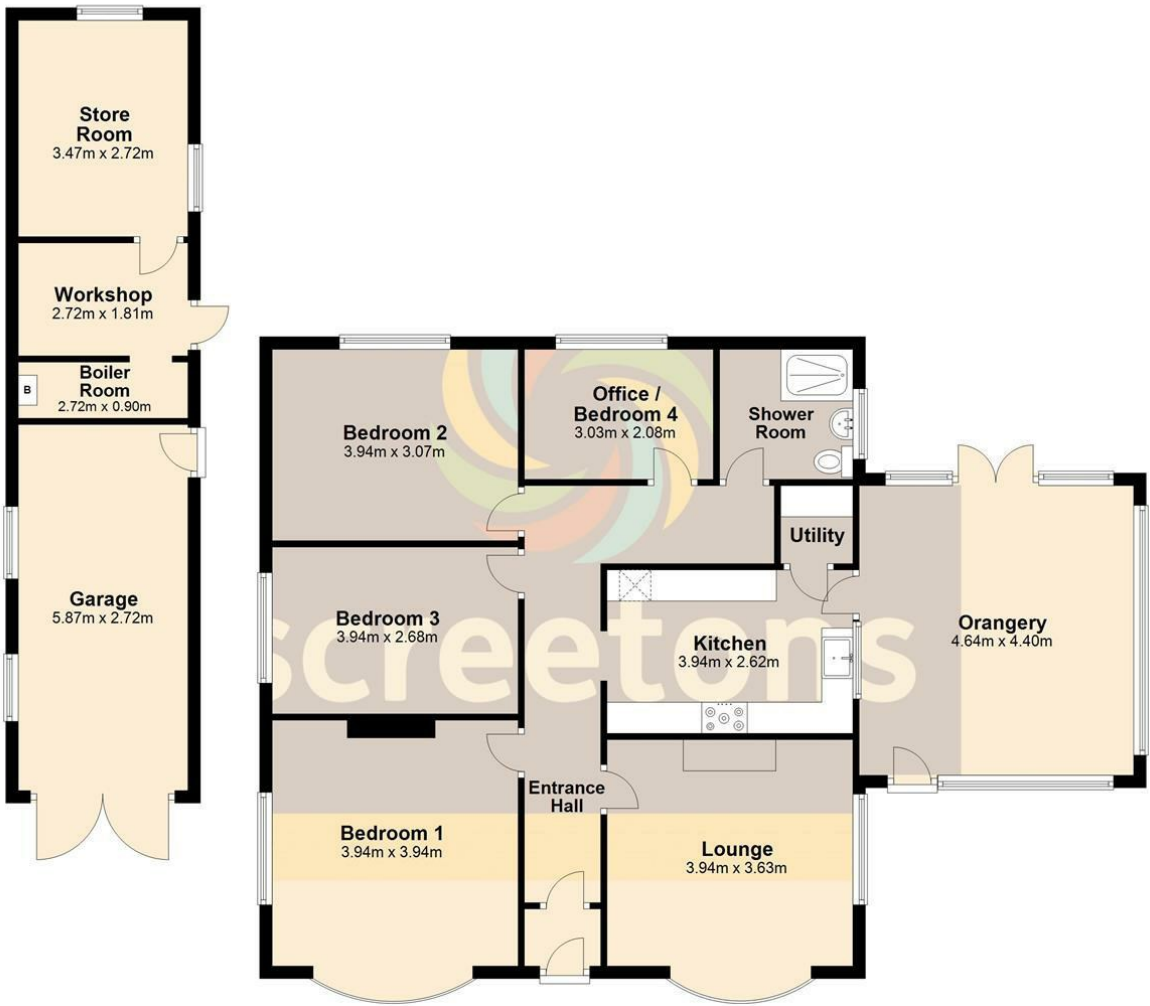 Store
Room
3.47m x 2.72m
Workshop
2.72m x 1.81m
Boiler
Room
2.72m x 0.90m
B
Garage
5.87m x 2.72m
Bedroom 2
3.94m x 3.07m
Office /
Bedroom 4
3.03m x 2.08m
Shower
Room
Utility
Bedroom 3
3.94m x 2.68m
Kitchen
3.94m x 2.62m
Orangery
4.64m x 4.40m
screetons
Entrance
Hall
Bedroom 1
3.94m x 3.94m
Lounge
3.94m x 3.63m